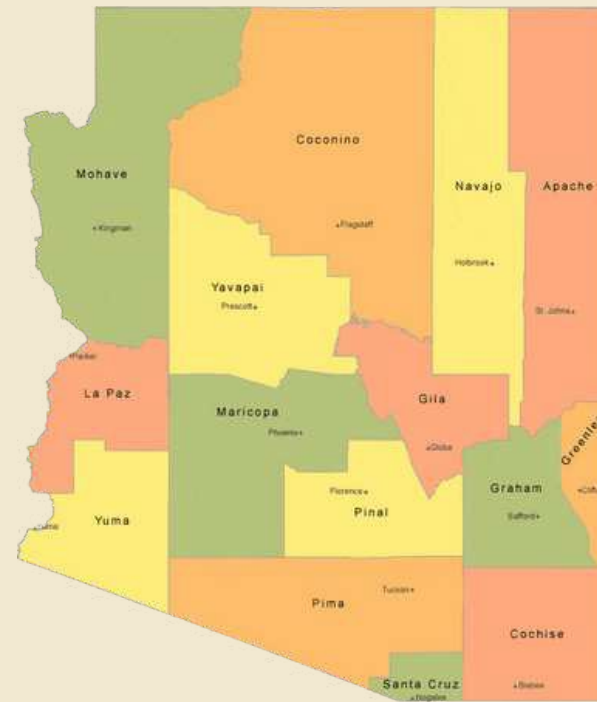 Coconino
Mohave
Navajo
Apache
Kingman
Flagstaff
Holbrook
Yavapai
Prescott
St. Johns
Parker
La Paz
Maricopa
Gila
Phoenix
Globe
Greenlee
Graham
Florence
Pinal
Safford
Yuma
Tucson
Pima
Cochise
Santa Cruz
Nogales
Bisbee